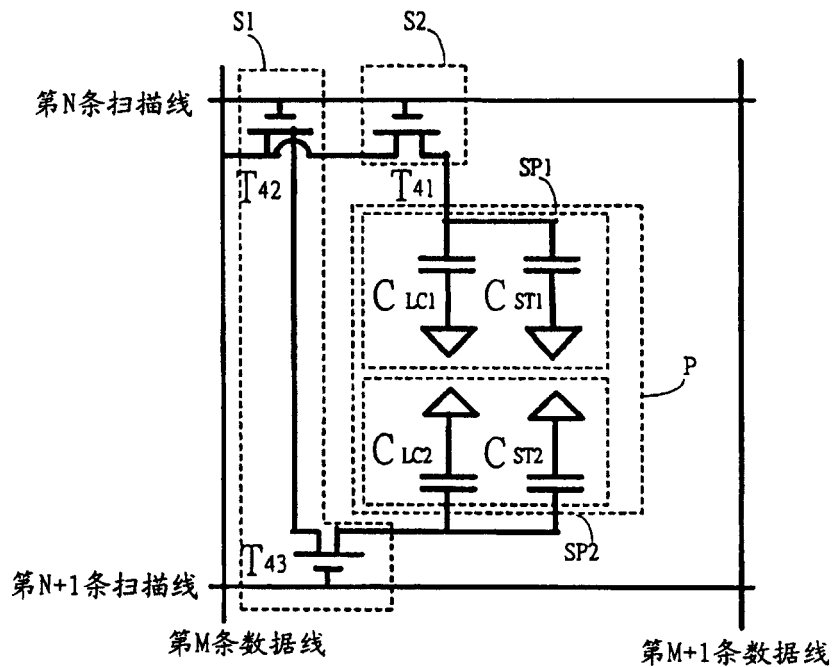 S1
S2
第N条扫描线
T42
T41
SP1
CLC1
CST1
P
CLC2
CST2
SP2
T43
第N+1条扫描线
第M条数据线
第M+1条数据线